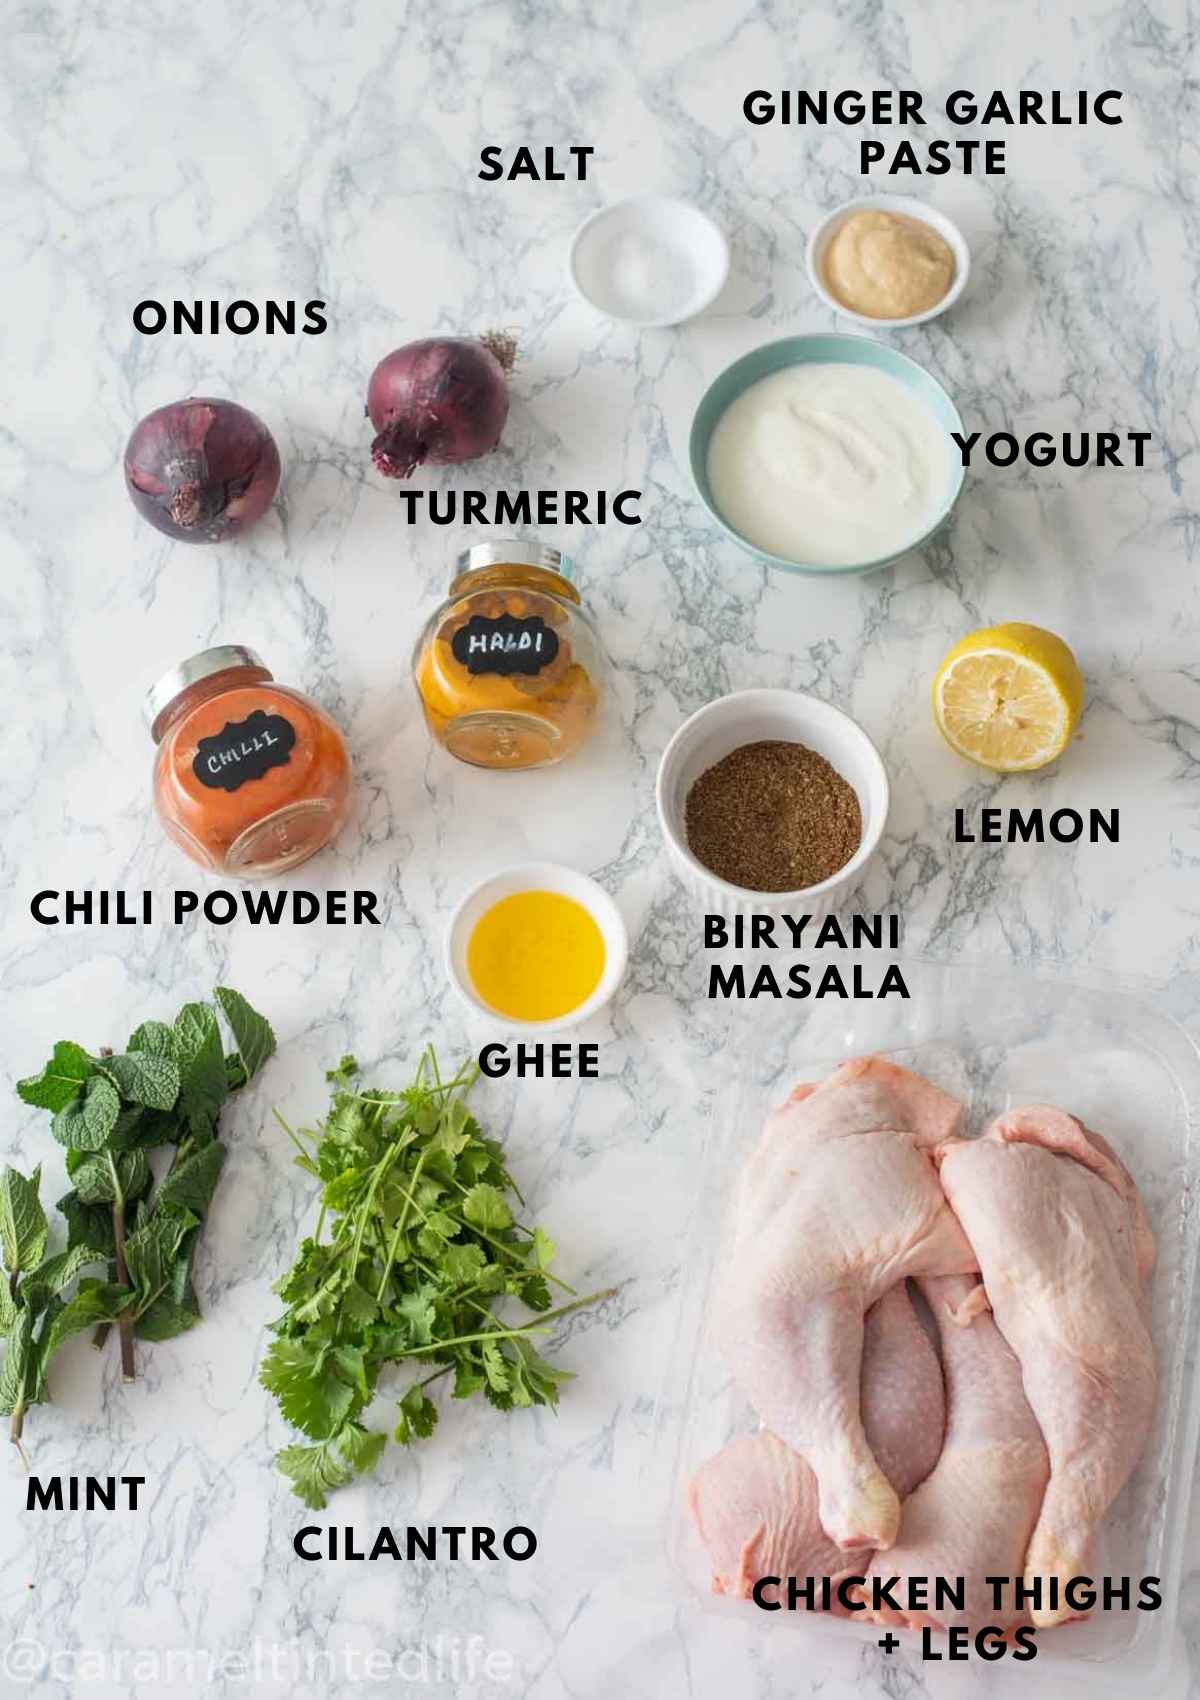 GINGER GARLIC
PASTE
SALT
ONIONS
YOGURT
TURMERIC
HALDI
CHILLI
LEMON
CHILI POWDER
BIRYANI
MASALA
GHEE
MINT
CILANTRO
CHICKEN THIGHS
+ LEGS
@carameltintedlife